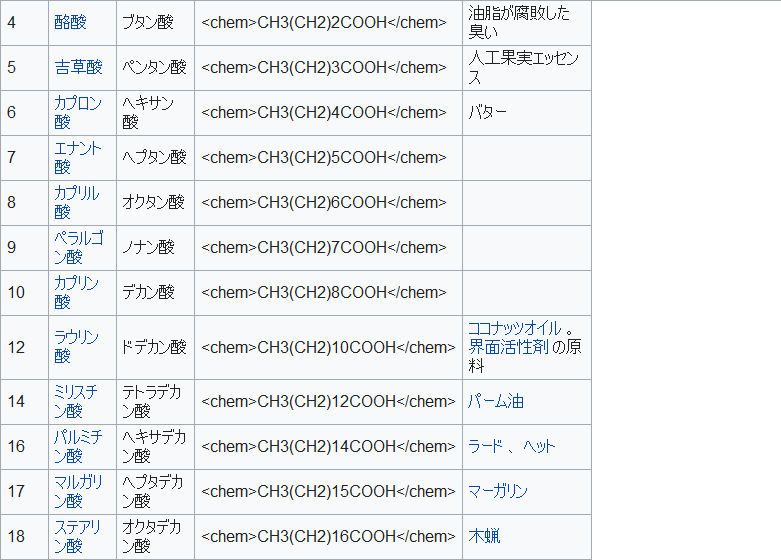 4 酪酸 ブタン酸 <chem>CH3(CH2)2COOH</chem> 油脂が腐敗した
臭い
5 吉草酸 ペンタン酸 <chem>CH3(CH2)3COOH</chem> 人工果実エッセン
ス
6 カプロン
酸 ヘキサン
酸 <chem>CH3(CH2)4COOH</chem> バター
7 エナント
酸 ヘプタン酸 <chem>CH3(CH2)5COOH</chem>
8 カプリル
酸 オクタン酸 <chem>CH3(CH2)6COOH</chem>
9 ペラルゴ
ン酸 ノナン酸 <chem>CH3(CH2)7COOH</chem>
10 カプリン
酸 デカン酸 <chem>CH3(CH2)8COOH</chem>
12 ラウリン
酸 ドデカン酸 <chem>CH3(CH2)10COOH</chem> ココナッツオイル 。
界面活性剤 の原
料
14 ミリスチ
ン酸 テトラデカ
ン酸 <chem>CH3(CH2)12COOH</chem> パーム油
16 パルミチ
ン酸 ヘキサデカ
ン酸 <chem>CH3(CH2)14COOH</chem> ラード 、 ヘット
17 マルガリ
ン酸 ヘプタデカ
ン酸 <chem>CH3(CH2)15COOH</chem> マーガリン
18 ステアリ
ン酸 オクタデカ
ン酸 <chem>CH3(CH2)16COOH</chem> 木蝋